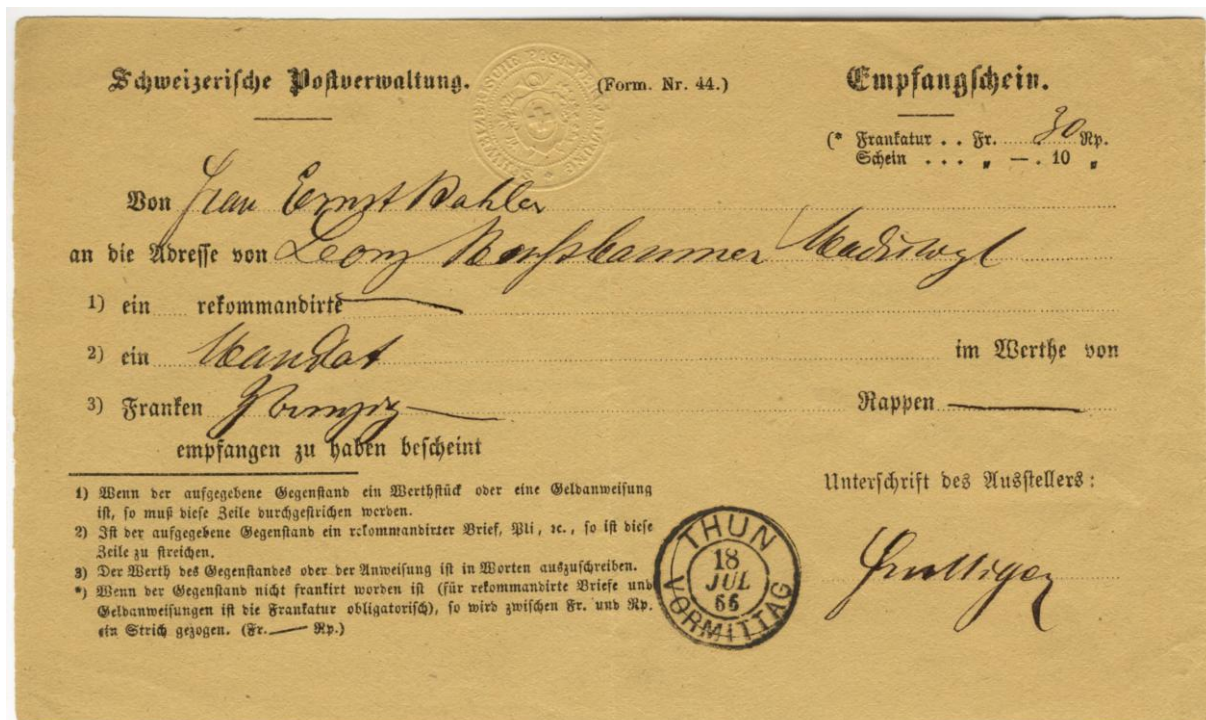 Schweizerische Postverwaltung.
(Form. Nr. 44.)
Empfangschein.
(* Frankatur . . Fr. 30 Rp.
Schein . . . „ —. 10 „
Von Frau Ernst Bahler
an die Adresse von
1) ein rekommandirte
2) ein Mandat im Werthe von
3) Franken Rappen
empfangen zu haben bescheint
1) Wenn der aufgegebene Gegenstand ein Werthstück oder eine Geldanweisung
ist, so muß diese Zeile durchgestrichen werden.
2) Ist der aufgegebene Gegenstand ein rekommandirter Brief, Pli, ꝛc., so ist diese
Zeile zu streichen.
3) Der Werth des Gegenstandes oder der Anweisung ist in Worten auszuschreiben.
*) Wenn der Gegenstand nicht frankirt worden ist (für rekommandirte Briefe und
Geldanweisungen ist die Frankatur obligatorisch), so wird zwischen Fr. und Rp.
ein Strich gezogen. (Fr. — Rp.)
Unterschrift des Ausstellers:
THUN
18
JUL
66
VORMITTAG